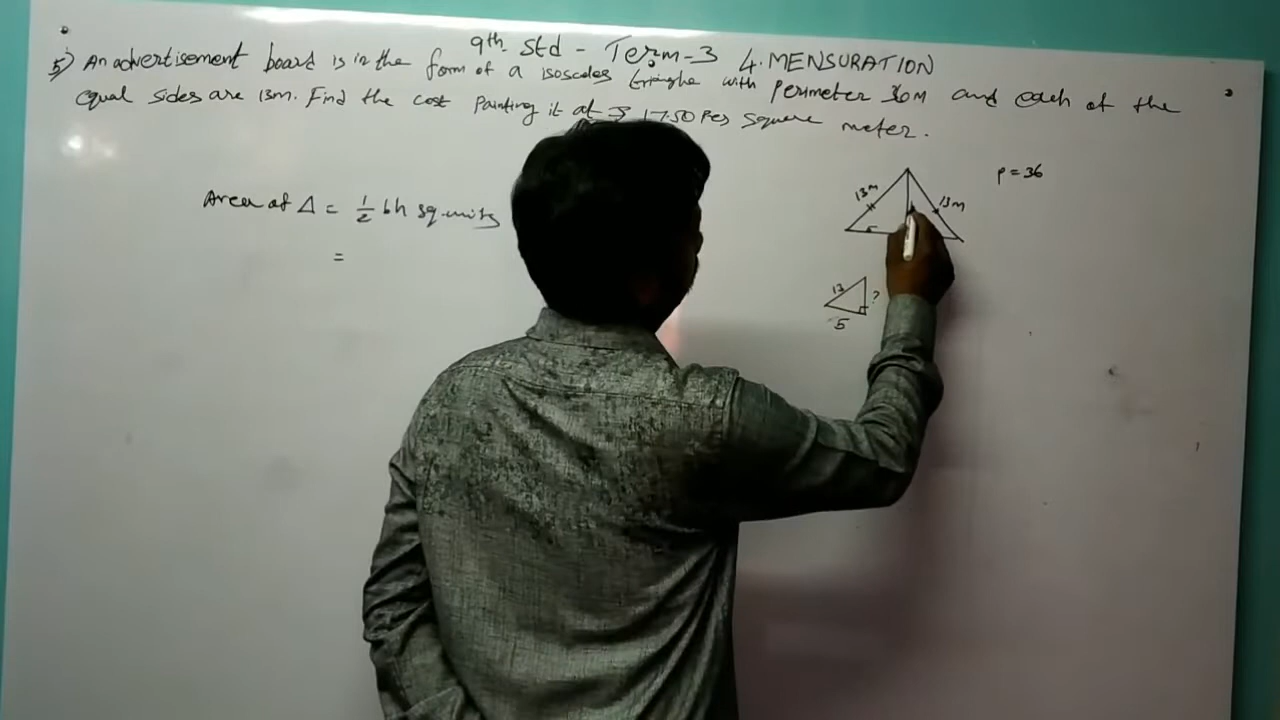 9th Std - Term-3 4. MENSURATION
5) An advertisement board is in the form of a isosceles triangle with perimeter 36M and each of the
equal sides are 13m. Find the cost painting it at ₹ 17.50 Per square meter.
P = 36
13m
13m
Area of Δ = 1/2 bh sq.units
5
=
13
?
5